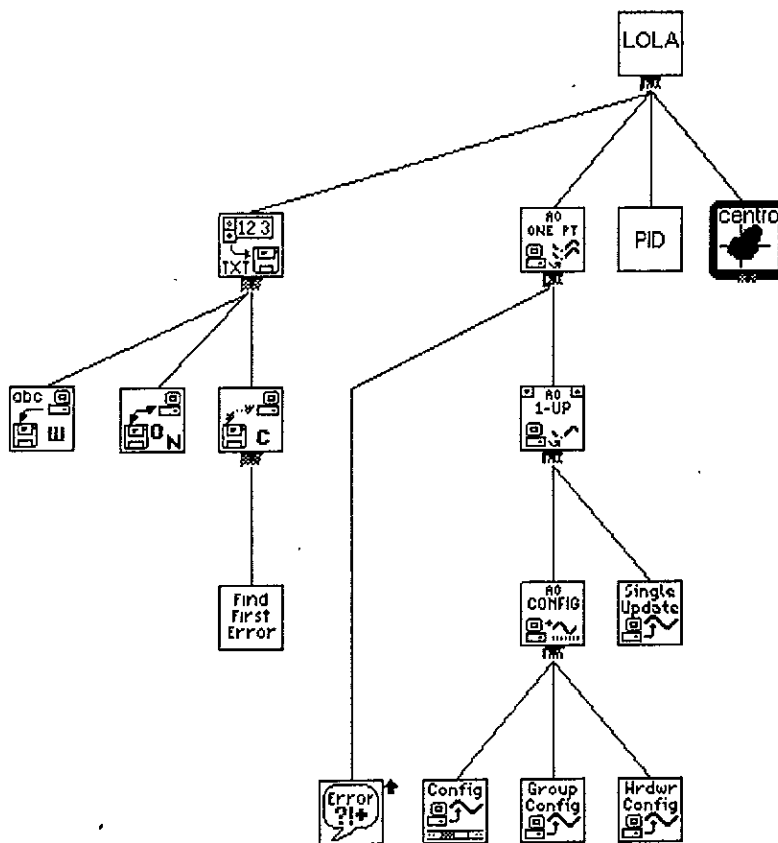 LOLA
12 3
TXT
AO
ONE PT
PID
centro
abc
W
O N
C
AO
1-UP
Find
First
Error
AO
CONFIG
Single
Update
Error
?!+
Config
Group
Config
Hrdwr
Config